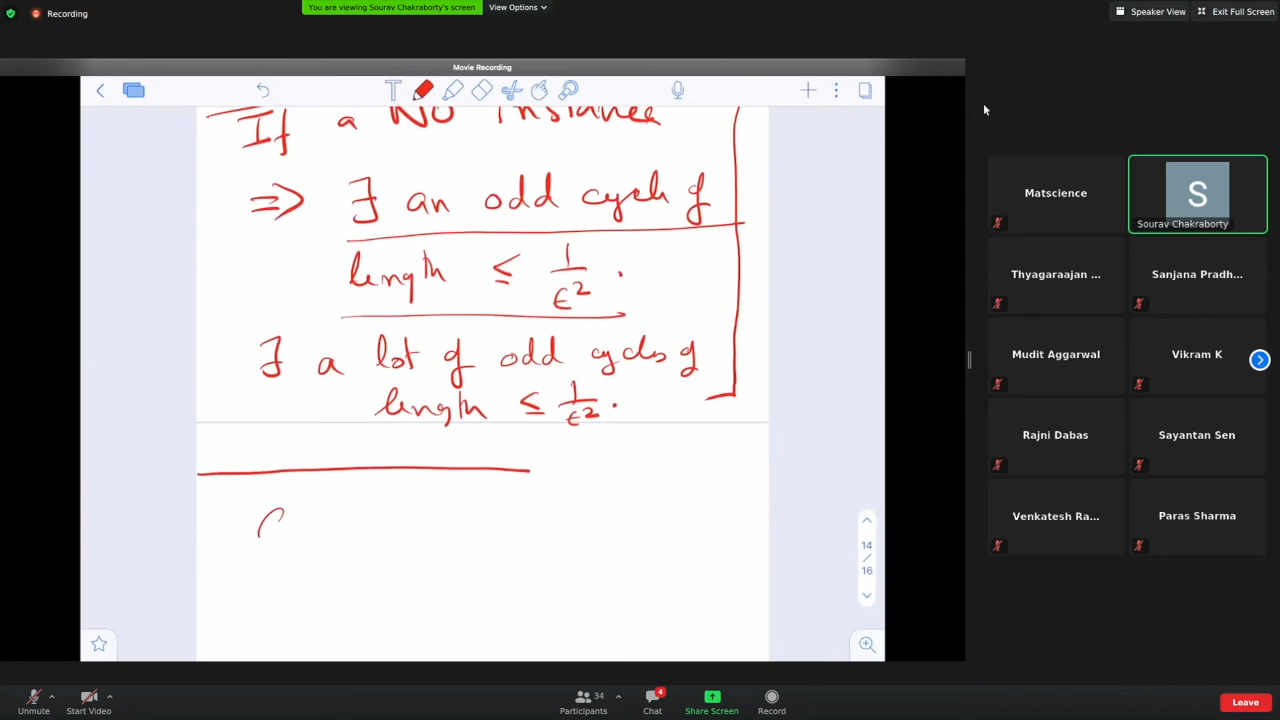 Recording
You are viewing Sourav Chakraborty's screen
View Options
Speaker View
Exit Full Screen
Movie Recording
If a NO instance
⇒ ∃ an odd cycle of
length ≤ 1/ϵ².
∃ a lot of odd cycles of
length ≤ 1/ϵ² .
14
/
16
Matscience
S
Sourav Chakraborty
Thyagaraajan ...
Sanjana Pradh...
Mudit Aggarwal
Vikram K
Rajni Dabas
Sayantan Sen
Venkatesh Ra...
Paras Sharma
Unmute
Start Video
34
Participants
4
Chat
Share Screen
Record
Leave